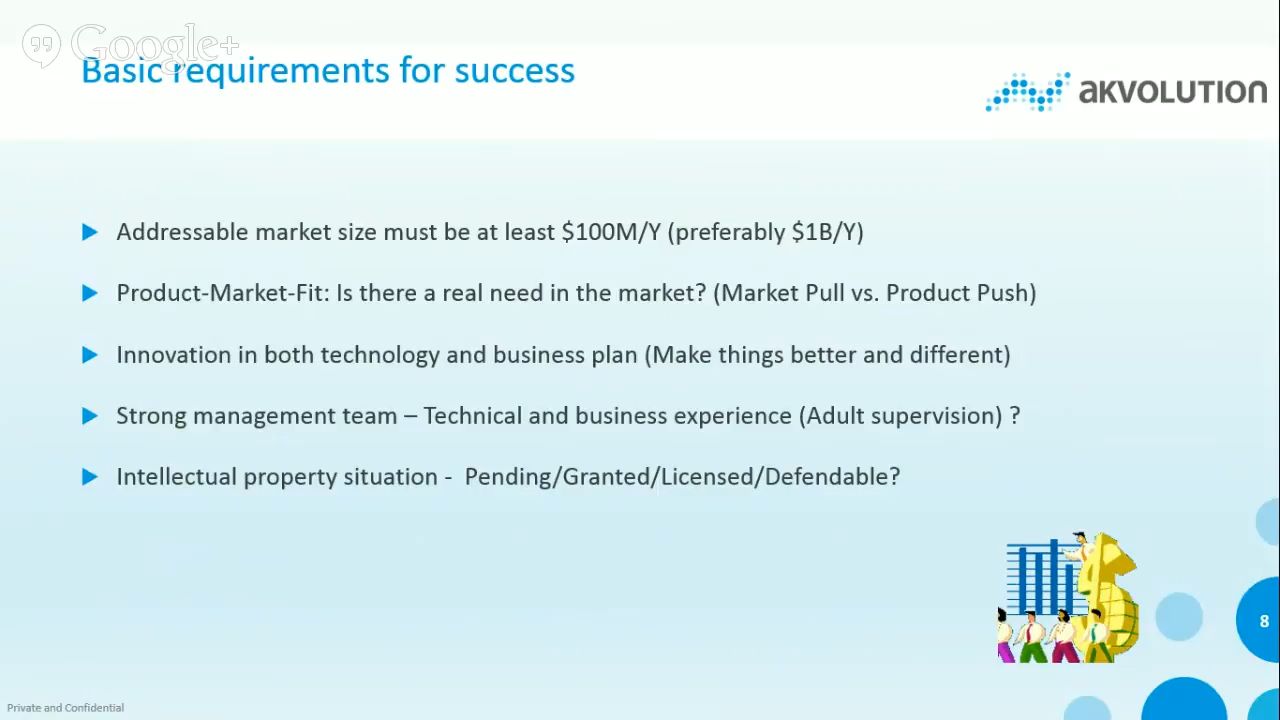 Google+
Basic requirements for success
AKVOLUTION
Addressable market size must be at least $100M/Y (preferably $1B/Y)
Product-Market-Fit: Is there a real need in the market? (Market Pull vs. Product Push)
Innovation in both technology and business plan (Make things better and different)
Strong management team – Technical and business experience (Adult supervision) ?
Intellectual property situation - Pending/Granted/Licensed/Defendable?
8
Private and Confidential